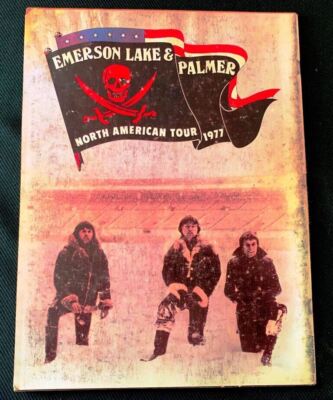 EMERSON LAKE &
PALMER
NORTH AMERICAN TOUR 1977